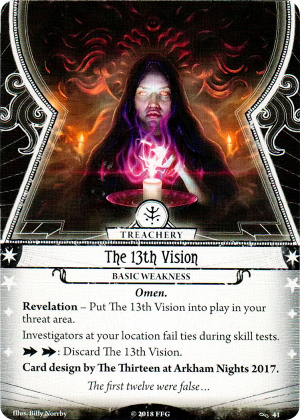 TREACHERY
The 13th Vision
BASIC WEAKNESS
Omen.
Revelation – Put The 13th Vision into play in your
threat area.
Investigators at your location fail ties during skill tests.
: Discard The 13th Vision.
Card design by The Thirteen at Arkham Nights 2017.
The first twelve were false…
Illus. Billy Norrby
© 2018 FFG
41